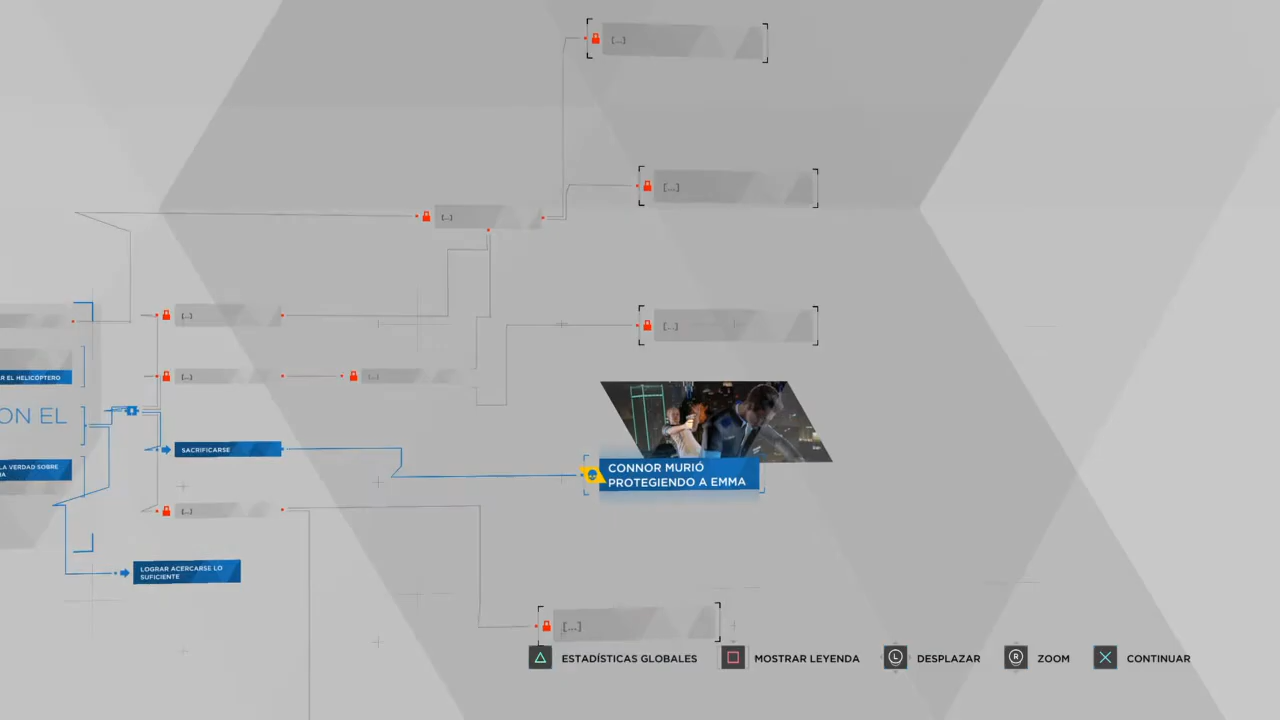 [...]
[...]
[...]
[...]
[...]
[...]
[...]
R EL HELICÓPTERO
ON EL
SACRIFICARSE
LA VERDAD SOBRE
CONNOR MURIÓ
PROTEGIENDO A EMMA
[...]
LOGRAR ACERCARSE LO
SUFICIENTE
[...]
ESTADÍSTICAS GLOBALES
MOSTRAR LEYENDA
L
DESPLAZAR
R
ZOOM
CONTINUAR